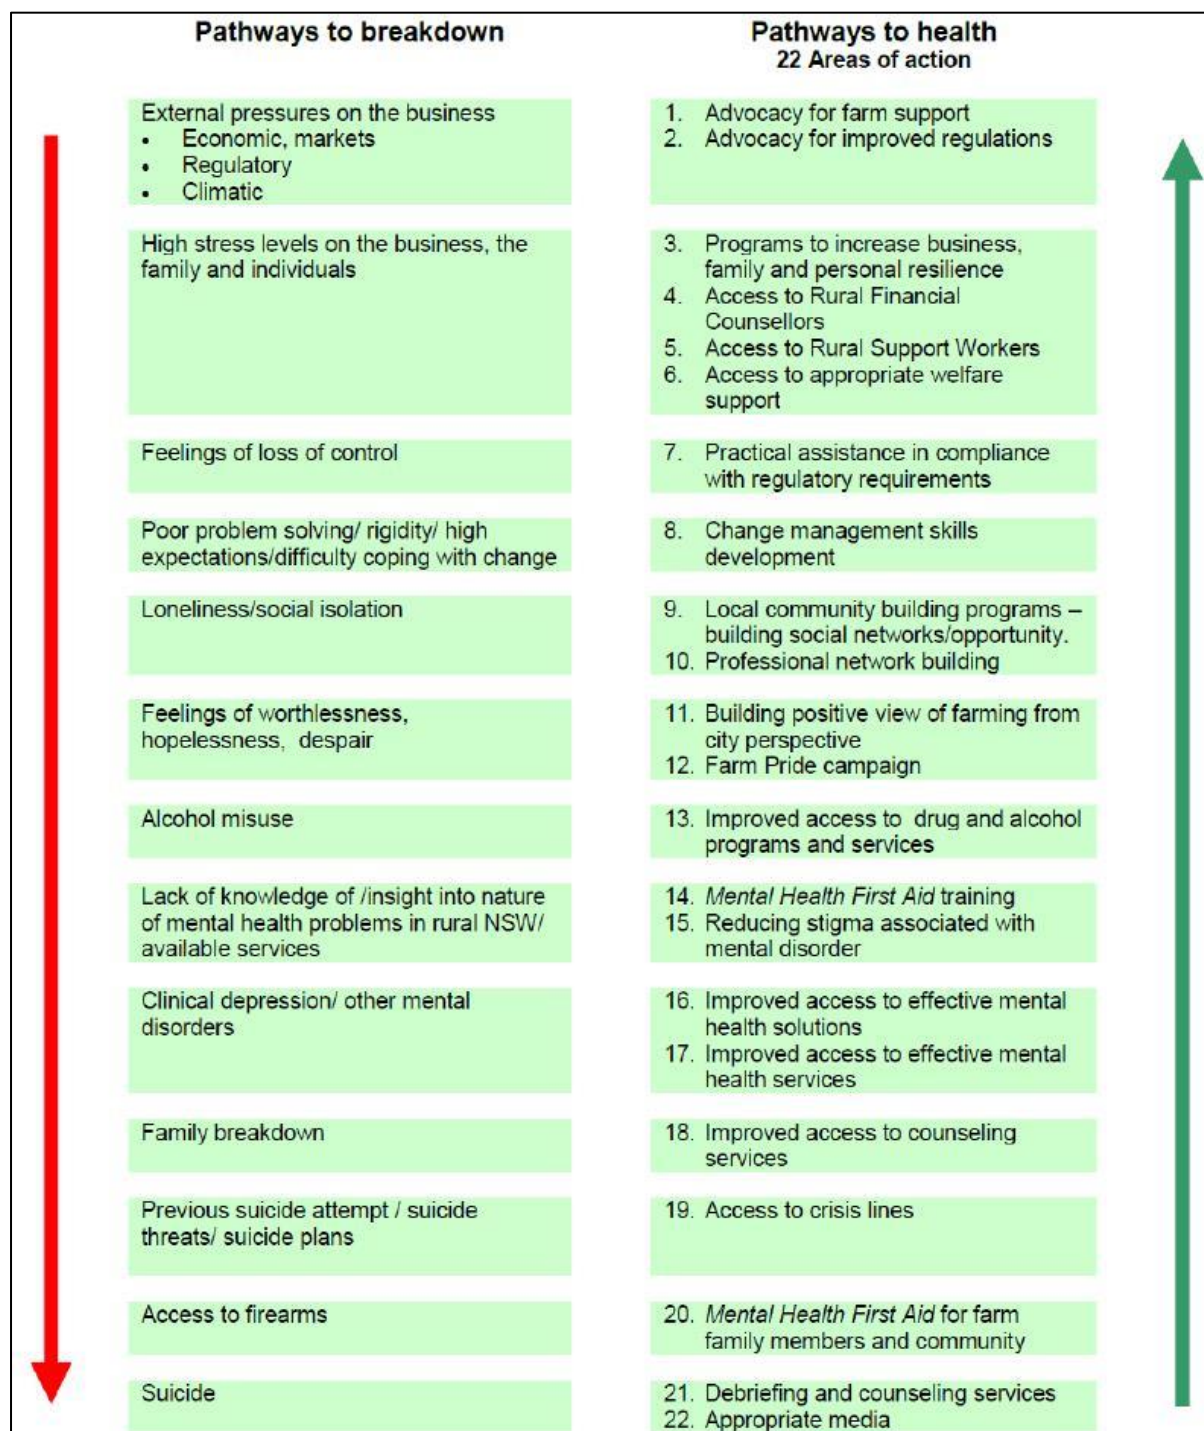 Pathways to breakdown
Pathways to health
22 Areas of action
External pressures on the business
• Economic, markets
• Regulatory
• Climatic
1. Advocacy for farm support
2. Advocacy for improved regulations
High stress levels on the business, the
family and individuals
3. Programs to increase business,
family and personal resilience
4. Access to Rural Financial
Counsellors
5. Access to Rural Support Workers
6. Access to appropriate welfare
support
Feelings of loss of control
7. Practical assistance in compliance
with regulatory requirements
Poor problem solving/ rigidity/ high
expectations/difficulty coping with change
8. Change management skills
development
Loneliness/social isolation
9. Local community building programs –
building social networks/opportunity.
10. Professional network building
Feelings of worthlessness,
hopelessness, despair
11. Building positive view of farming from
city perspective
12. Farm Pride campaign
Alcohol misuse
13. Improved access to drug and alcohol
programs and services
Lack of knowledge of /insight into nature
of mental health problems in rural NSW/
available services
14. Mental Health First Aid training
15. Reducing stigma associated with
mental disorder
Clinical depression/ other mental
disorders
16. Improved access to effective mental
health solutions
17. Improved access to effective mental
health services
Family breakdown
18. Improved access to counseling
services
Previous suicide attempt / suicide
threats/ suicide plans
19. Access to crisis lines
Access to firearms
20. Mental Health First Aid for farm
family members and community
Suicide
21. Debriefing and counseling services
22. Appropriate media